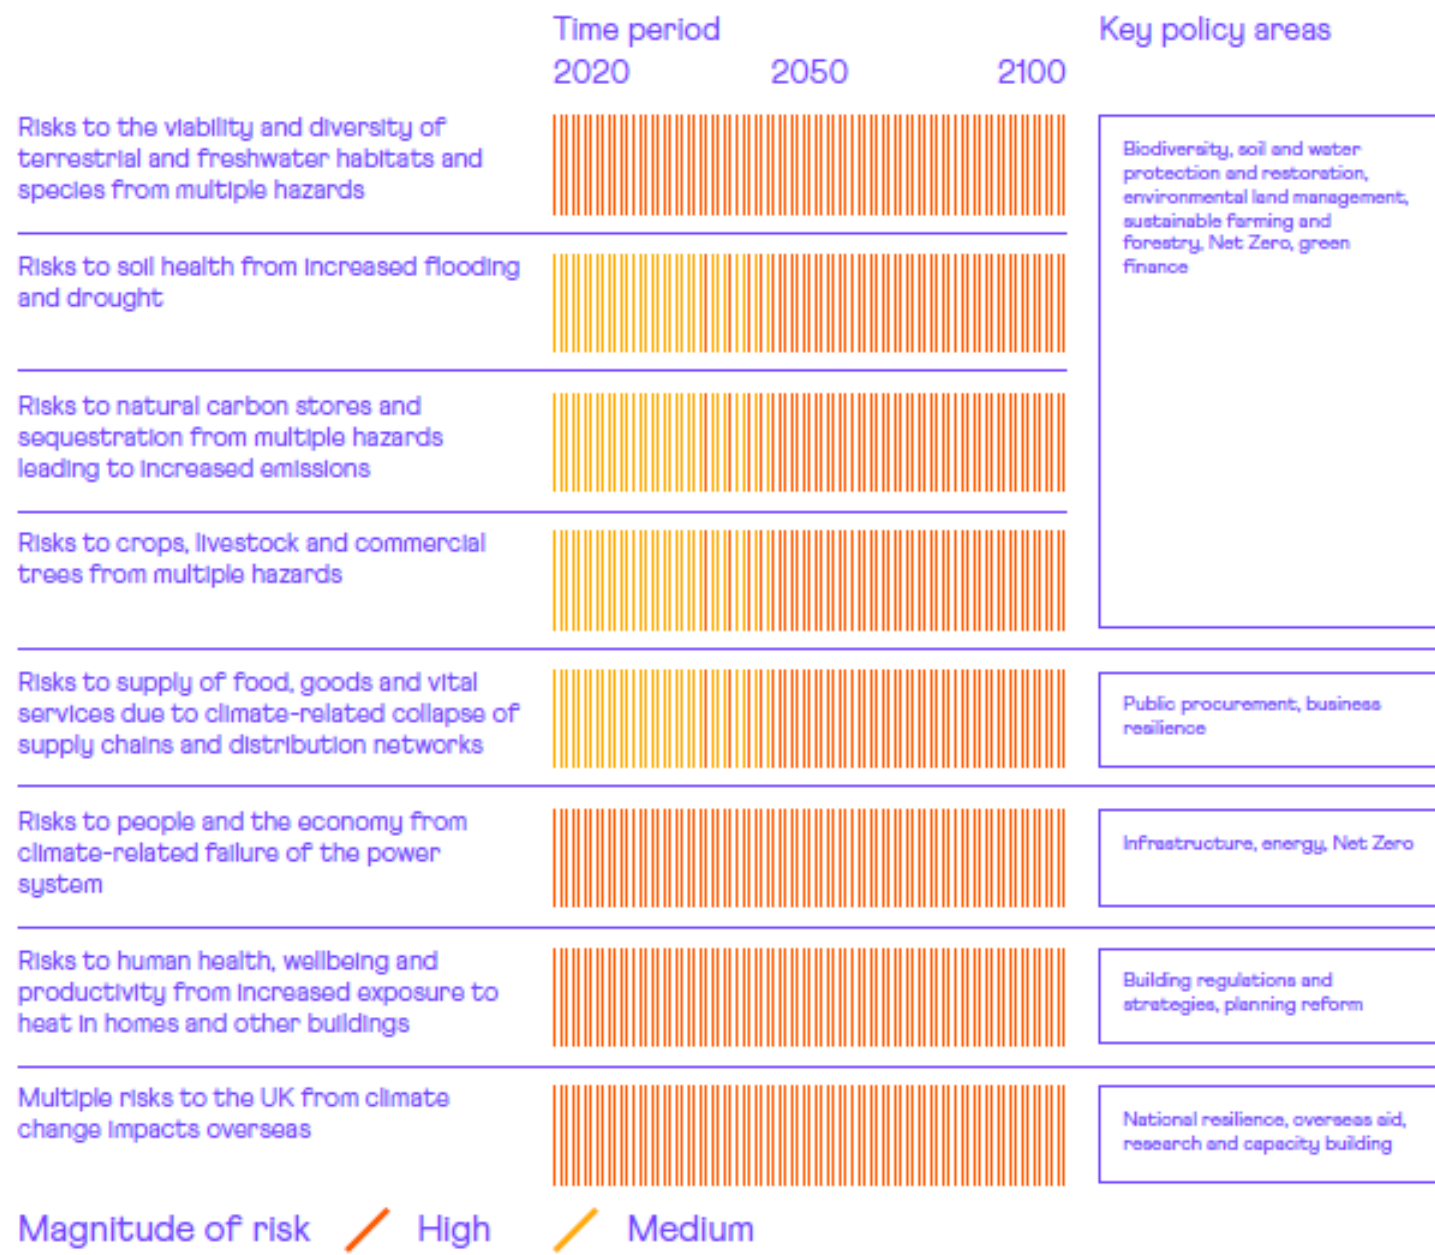 Time period
Key policy areas
2020 2050 2100
Risks to the viability and diversity of
terrestrial and freshwater habitats and
species from multiple hazards
Biodiversity, soil and water
protection and restoration,
environmental land management,
sustainable farming and
forestry, Net Zero, green
finance
Risks to soil health from increased flooding
and drought
Risks to natural carbon stores and
sequestration from multiple hazards
leading to increased emissions
Risks to crops, livestock and commercial
trees from multiple hazards
Risks to supply of food, goods and vital
services due to climate-related collapse of
supply chains and distribution networks
Public procurement, business
resilience
Risks to people and the economy from
climate-related failure of the power
system
Infrastructure, energy, Net Zero
Risks to human health, wellbeing and
productivity from increased exposure to
heat in homes and other buildings
Building regulations and
strategies, planning reform
Multiple risks to the UK from climate
change impacts overseas
National resilience, overseas aid,
research and capacity building
Magnitude of risk High Medium